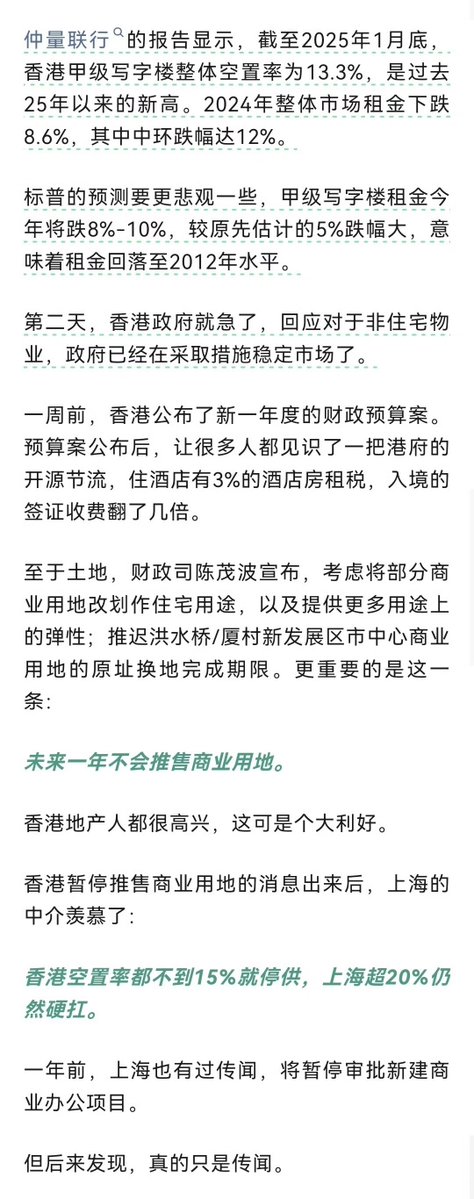 仲量联行的报告显示，截至2025年1月底，
香港甲级写字楼整体空置率为13.3%，是过去
25年以来的新高。2024年整体市场租金下跌
8.6%，其中中环跌幅达12%。
标普的预测要更悲观一些，甲级写字楼租金今
年将跌8%-10%，较原先估计的5%跌幅大，意
味着租金回落至2012年水平。
第二天，香港政府就急了，回应对于非住宅物
业，政府已经在采取措施稳定市场了。
一周前，香港公布了新一年度的财政预算案。
预算案公布后，让很多人都见识了一把港府的
开源节流，住酒店有3%的酒店房租税，入境的
签证收费翻了几倍。
至于土地，财政司陈茂波宣布，考虑将部分商
业用地改划作住宅用途，以及提供更多用途上
的弹性；推迟洪水桥/厦村新发展区市中心商业
用地的原址换地完成期限。更重要的是这一
条：
未来一年不会推售商业用地。
香港地产人都很高兴，这可是个大利好。
香港暂停推售商业用地的消息出来后，上海的
中介羡慕了：
香港空置率都不到15%就停供，上海超20%仍
然硬扛。
一年前，上海也有过传闻，将暂停审批新建商
业办公项目。
但后来发现，真的只是传闻。